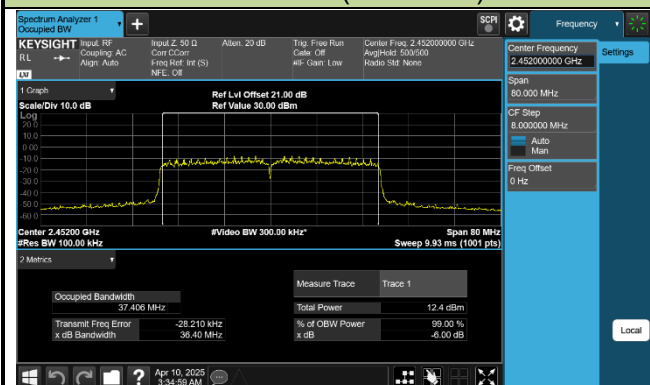 Spectrum Analyzer 1
Occupied BW
+
SCPI
Frequency
KEYSIGHT
RL
LXI
Input: RF
Coupling: AC
Align: Auto
Input Z: 50 Ω
Corr CCorr
Freq Ref: Int (S)
NFE: Off
Atten: 20 dB
Trig: Free Run
Gate: Off
#IF Gain: Low
Center Freq: 2.452000000 GHz
Avg|Hold: 500/500
Radio Std: None
Center Frequency
2.452000000 GHz
Settings
Span
80.000 MHz
CF Step
8.000000 MHz
Auto
Man
Freq Offset
0 Hz
1 Graph
Scale/Div 10.0 dB
Ref Lvl Offset 21.00 dB
Ref Value 30.00 dBm
Log
20.0
10.0
0.00
-10.0
-20.0
-30.0
-40.0
-50.0
-60.0
Center 2.45200 GHz
#Res BW 100.00 kHz
#Video BW 300.00 kHz*
Span 80 MHz
Sweep 9.93 ms (1001 pts)
2 Metrics
Measure Trace
Trace 1
Occupied Bandwidth
37.406 MHz
Total Power
12.4 dBm
Transmit Freq Error
-28.210 kHz
% of OBW Power
99.00 %
x dB Bandwidth
36.40 MHz
x dB
-6.00 dB
Local
?
Apr 10, 2025
3:34:59 AM